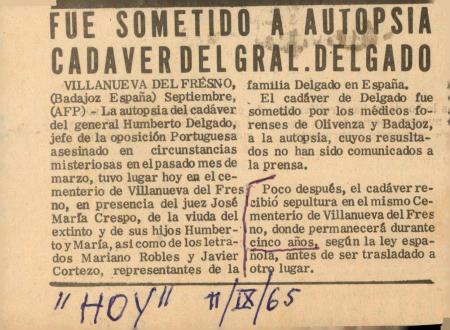 FUE SOMETIDO A AUTOPSIA
CADAVER DEL GRAL. DELGADO
VILLANUEVA DEL FRESNO,
(Badajoz España) Septiembre,
(AFP) - La autopsia del cadáver
del general Humberto Delgado,
jefe de la oposición Portuguesa
asesinado en circunstancias
misteriosas en el pasado mes de
marzo, tuvo lugar hoy en el ce-
menterio de Villanueva del Fres
no, en presencia del juez José
María Crespo, de la viuda del
extinto y de sus hijos Humber-
to y María, así como de los letra-
dos Mariano Robles y Javier
Cortezo, representantes de la
familia Delgado en España.
El cadáver de Delgado fue
sometido por los médicos fo-
renses de Olivenza y Badajoz,
a la autopsia, cuyos resusita-
dos no han sido comunicados a
la prensa.
Poco después, el cadáver re-
cibió sepultura en el mismo Ce-
menterio de Villanueva del Fres
no, donde permanecerá durante
cinco años, según la ley espa-
ñola, antes de ser trasladado a
otro lugar.
"HOY" 11/IX/65